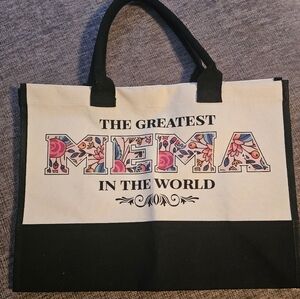 THE GREATEST
MEMA
IN THE WORLD